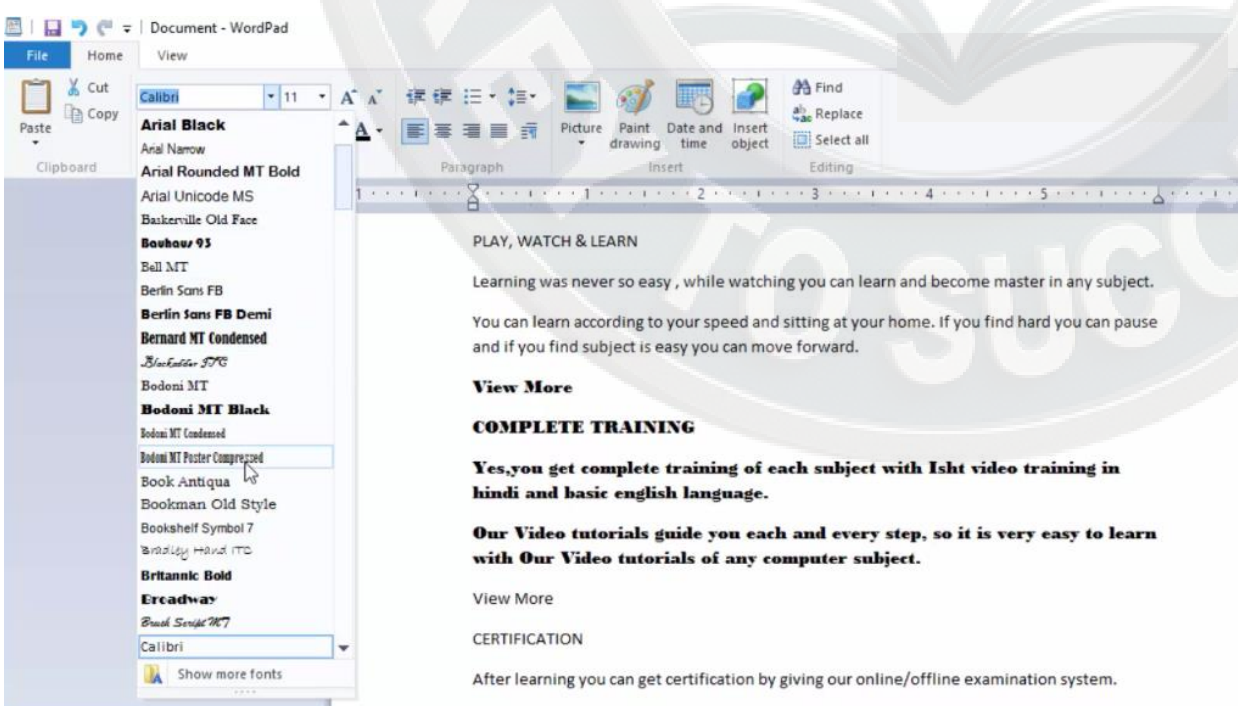 Document - WordPad
File Home View
Cut
Copy
Paste
Clipboard
Calibri 11
Paragraph
Picture
Paint drawing
Date and time
Insert object
Insert
Find
Replace
Select all
Editing
Arial Black
Arial Narrow
Arial Rounded MT Bold
Arial Unicode MS
Baskerville Old Face
Bauhaus 93
Bell MT
Berlin Sans FB
Berlin Sans FB Demi
Bernard MT Condensed
Blackadder ITC
Bodoni MT
Bodoni MT Black
Bodoni MT Condensed
Bodoni MT Poster Compressed
Book Antiqua
Bookman Old Style
Bookshelf Symbol 7
Bradley Hand ITC
Britannic Bold
Broadway
Brush Script MT
Calibri
Show more fonts
1 1 2 3 4 5
PLAY, WATCH & LEARN
Learning was never so easy , while watching you can learn and become master in any subject.
You can learn according to your speed and sitting at your home. If you find hard you can pause
and if you find subject is easy you can move forward.
View More
COMPLETE TRAINING
Yes,you get complete training of each subject with Isht video training in
hindi and basic english language.
Our Video tutorials guide you each and every step, so it is very easy to learn
with Our Video tutorials of any computer subject.
View More
CERTIFICATION
After learning you can get certification by giving our online/offline examination system.
TO SUCC